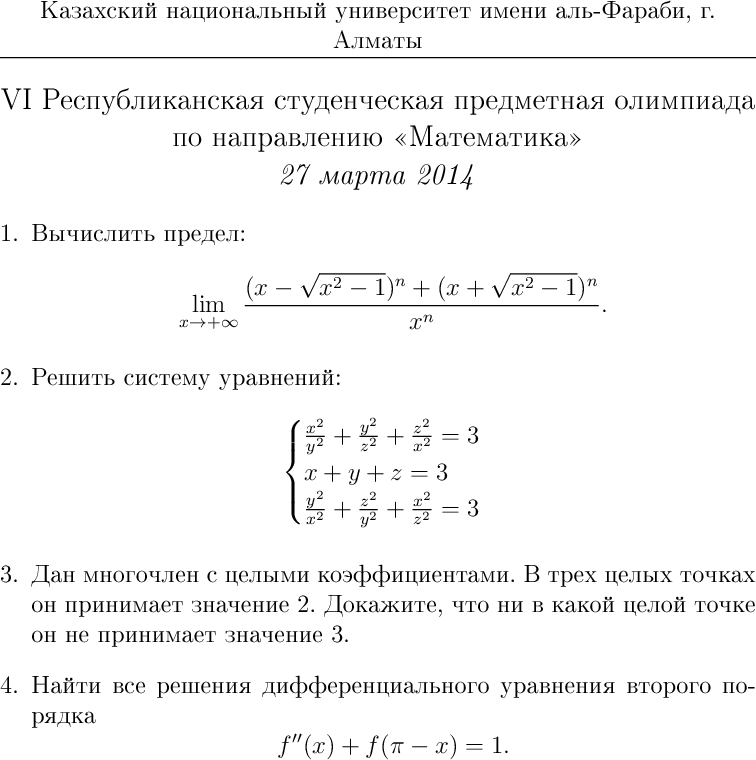 Казахский национальный университет имени аль-Фараби, г.
Алматы
VI Республиканская студенческая предметная олимпиада
по направлению «Математика»
27 марта 2014
1. Вычислить предел:
$$\lim_{x\to+\infty} \frac{(x-\sqrt{x^2-1})^n+(x+\sqrt{x^2-1})^n}{x^n}.$$
2. Решить систему уравнений:
$$\begin{cases} \frac{x^2}{y^2}+\frac{y^2}{z^2}+\frac{z^2}{x^2}=3 \\ x+y+z=3 \\ \frac{y^2}{x^2}+\frac{z^2}{y^2}+\frac{x^2}{z^2}=3 \end{cases}$$
3. Дан многочлен с целыми коэффициентами. В трех целых точках
он принимает значение 2. Докажите, что ни в какой целой точке
он не принимает значение 3.
4. Найти все решения дифференциального уравнения второго по-
рядка
$$f''(x)+f(\pi-x)=1.$$